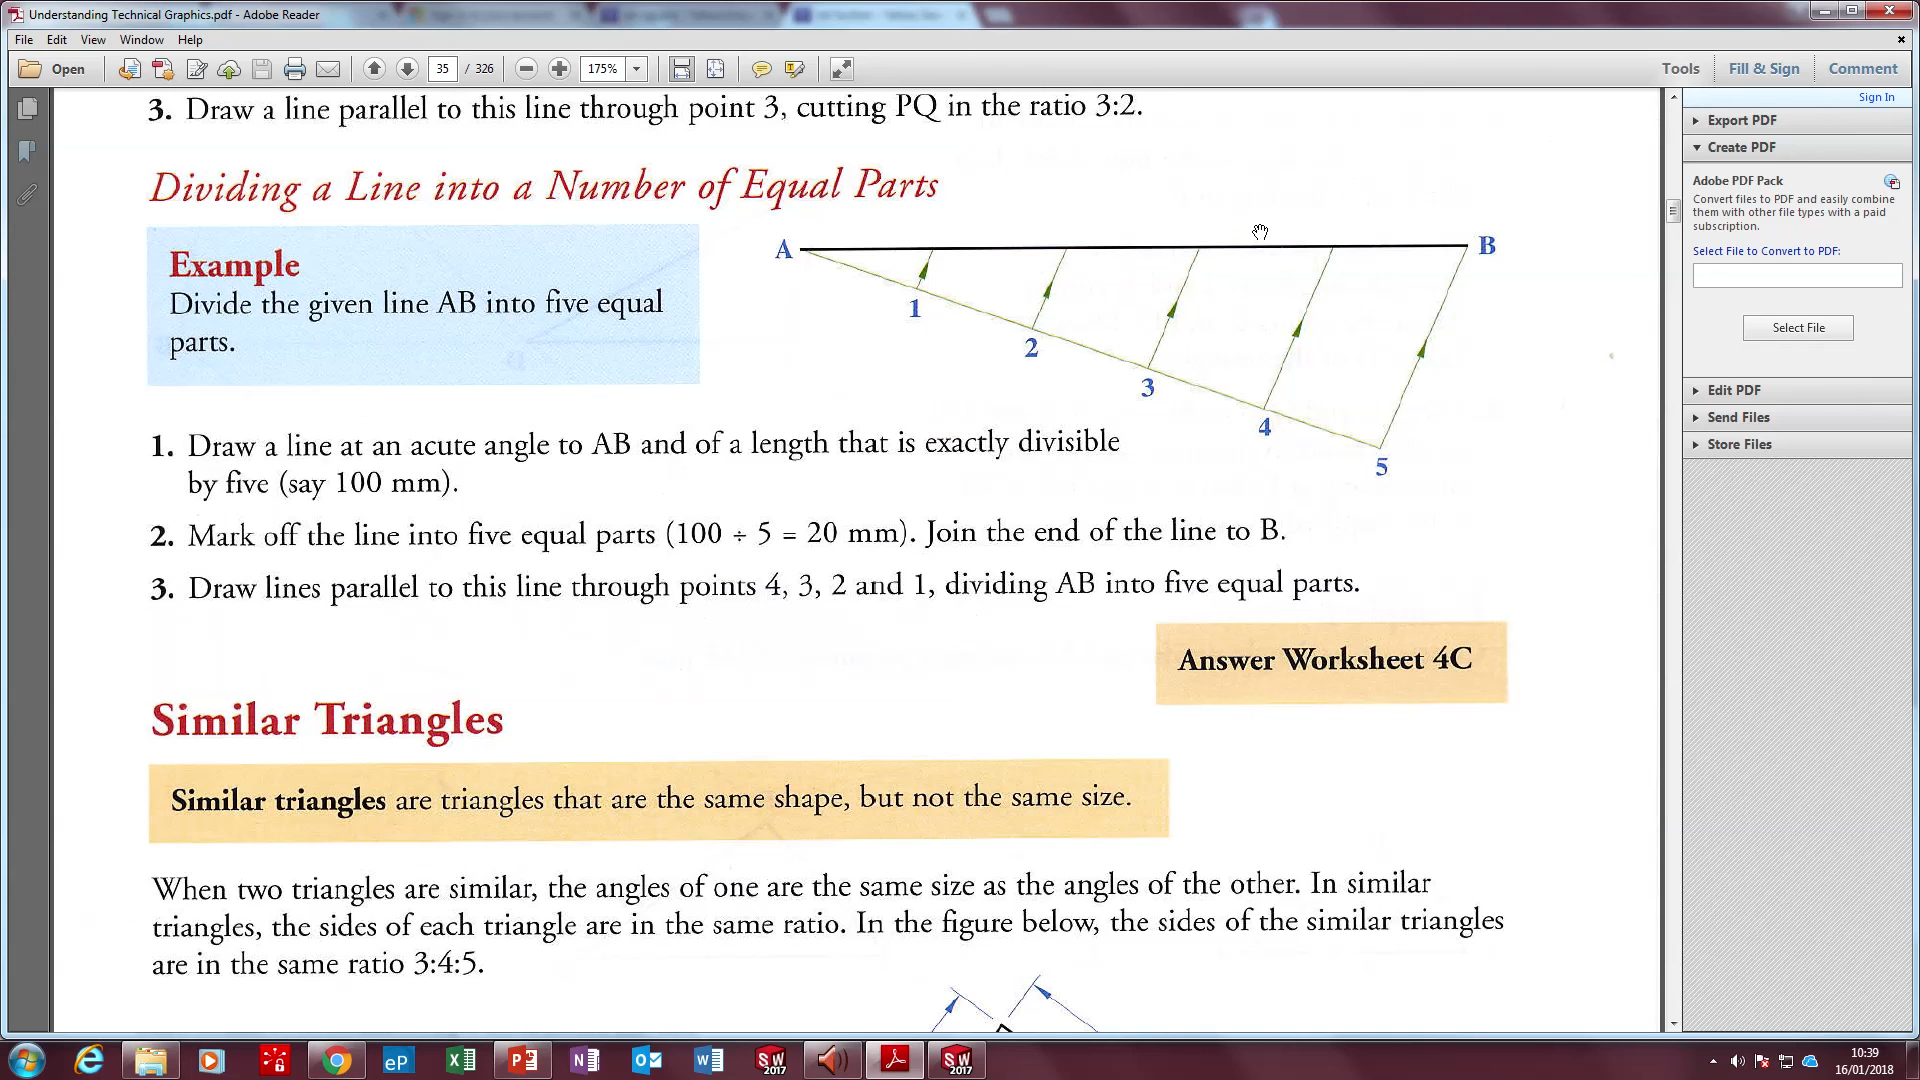 Understanding Technical Graphics.pdf - Adobe Reader
File Edit View Window Help
Open 35 / 326 175% Tools Fill & Sign Comment
Sign In
3. Draw a line parallel to this line through point 3, cutting PQ in the ratio 3:2.
Dividing a Line into a Number of Equal Parts
Example
Divide the given line AB into five equal
parts.
A B
1
2
3
4
5
1. Draw a line at an acute angle to AB and of a length that is exactly divisible
by five (say 100 mm).
2. Mark off the line into five equal parts (100 ÷ 5 = 20 mm). Join the end of the line to B.
3. Draw lines parallel to this line through points 4, 3, 2 and 1, dividing AB into five equal parts.
Answer Worksheet 4C
Similar Triangles
Similar triangles are triangles that are the same shape, but not the same size.
When two triangles are similar, the angles of one are the same size as the angles of the other. In similar
triangles, the sides of each triangle are in the same ratio. In the figure below, the sides of the similar triangles
are in the same ratio 3:4:5.
Export PDF
Create PDF
Adobe PDF Pack
Convert files to PDF and easily combine
them with other file types with a paid
subscription.
Select File to Convert to PDF:
Select File
Edit PDF
Send Files
Store Files
eP
SW
2017
SW
2017
10:39
16/01/2018